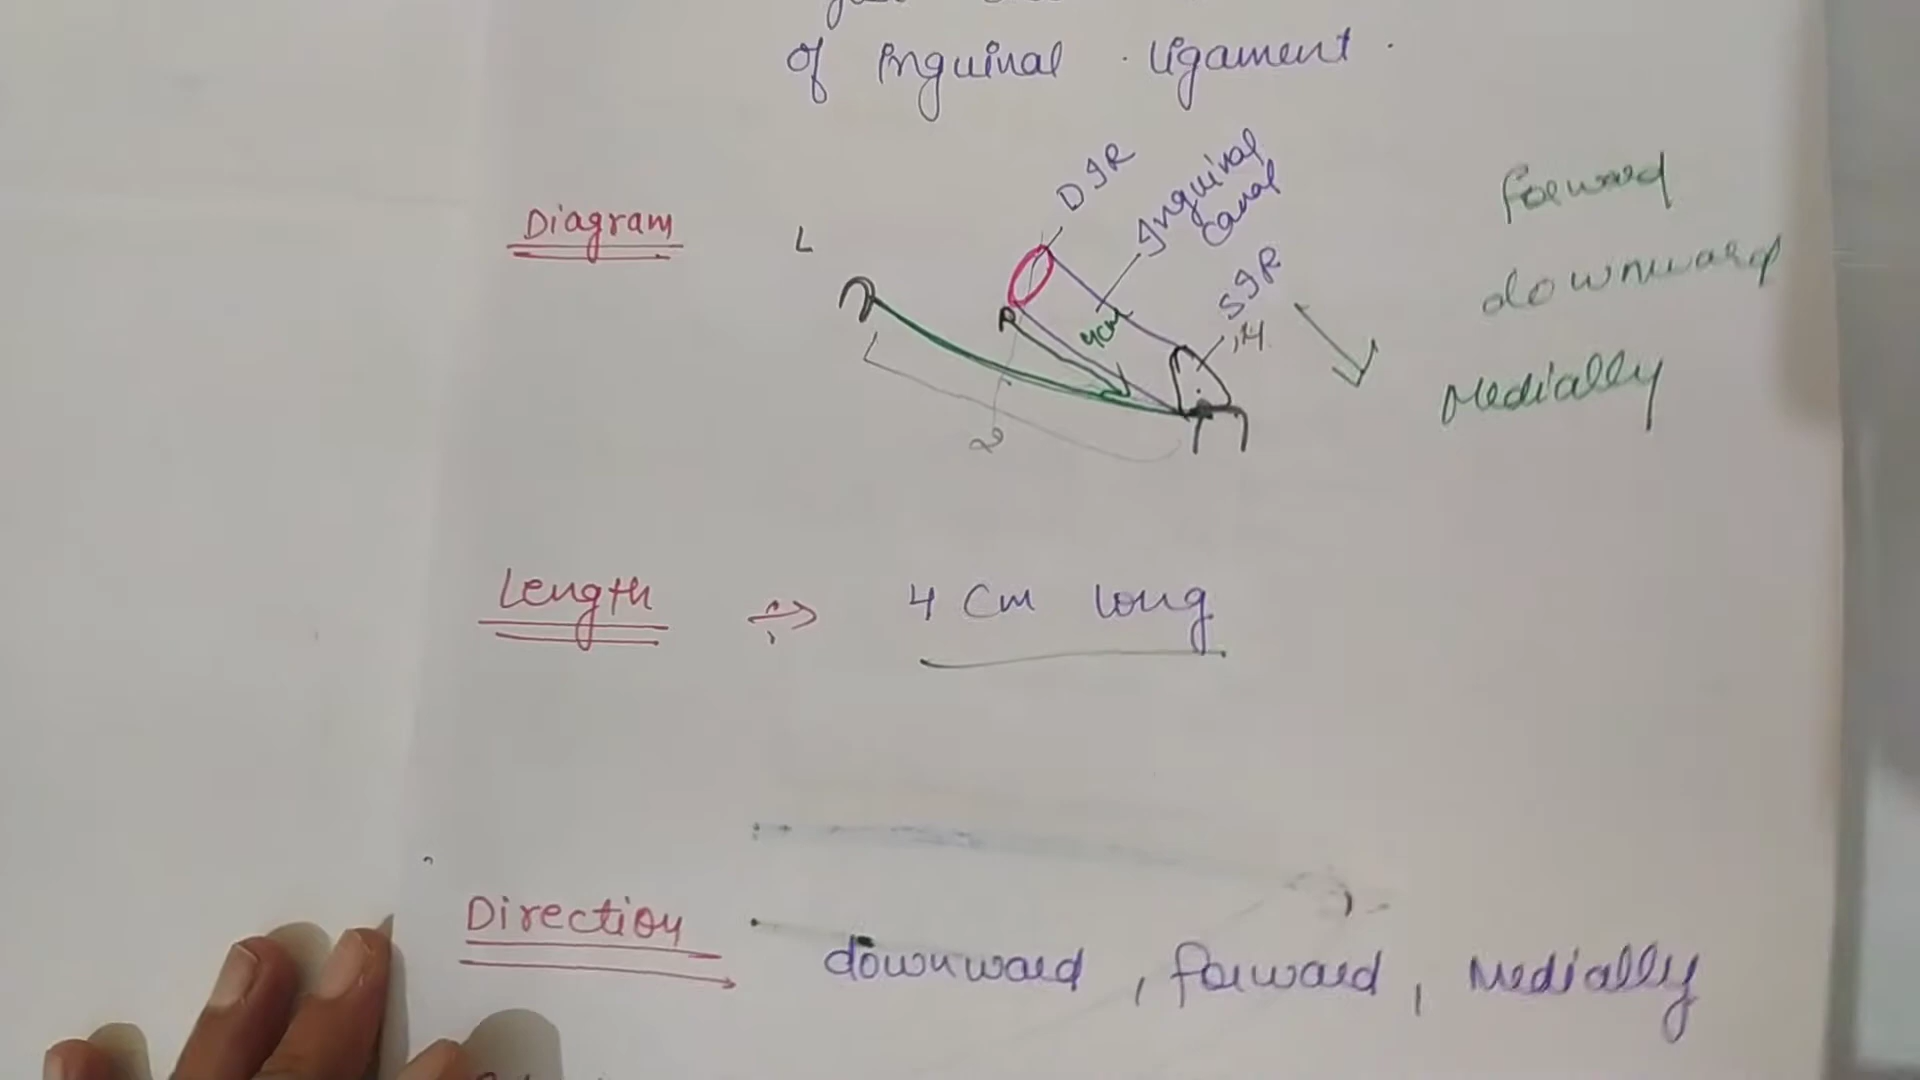 of Inguinal ligament.
DIR
Inguinal
canal
SIR
Diagram
L
4cm
forward
downward
Medially
Length ⇒ 4 cm long
Direction downward, forward, Medially